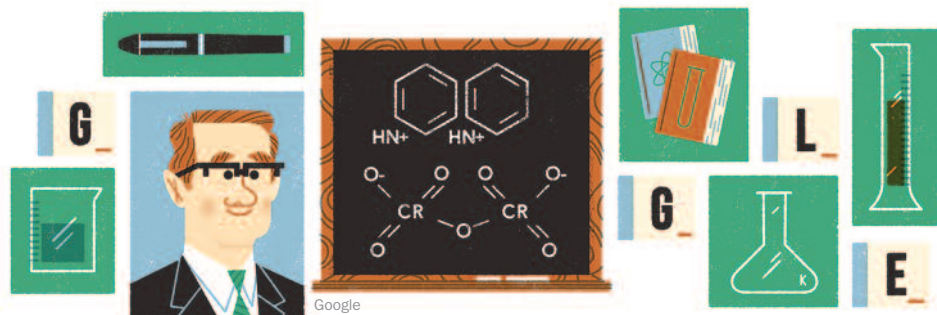 G
HN+ HN+
O- O O O-
CR CR
O O O
Google
G
L
K
E